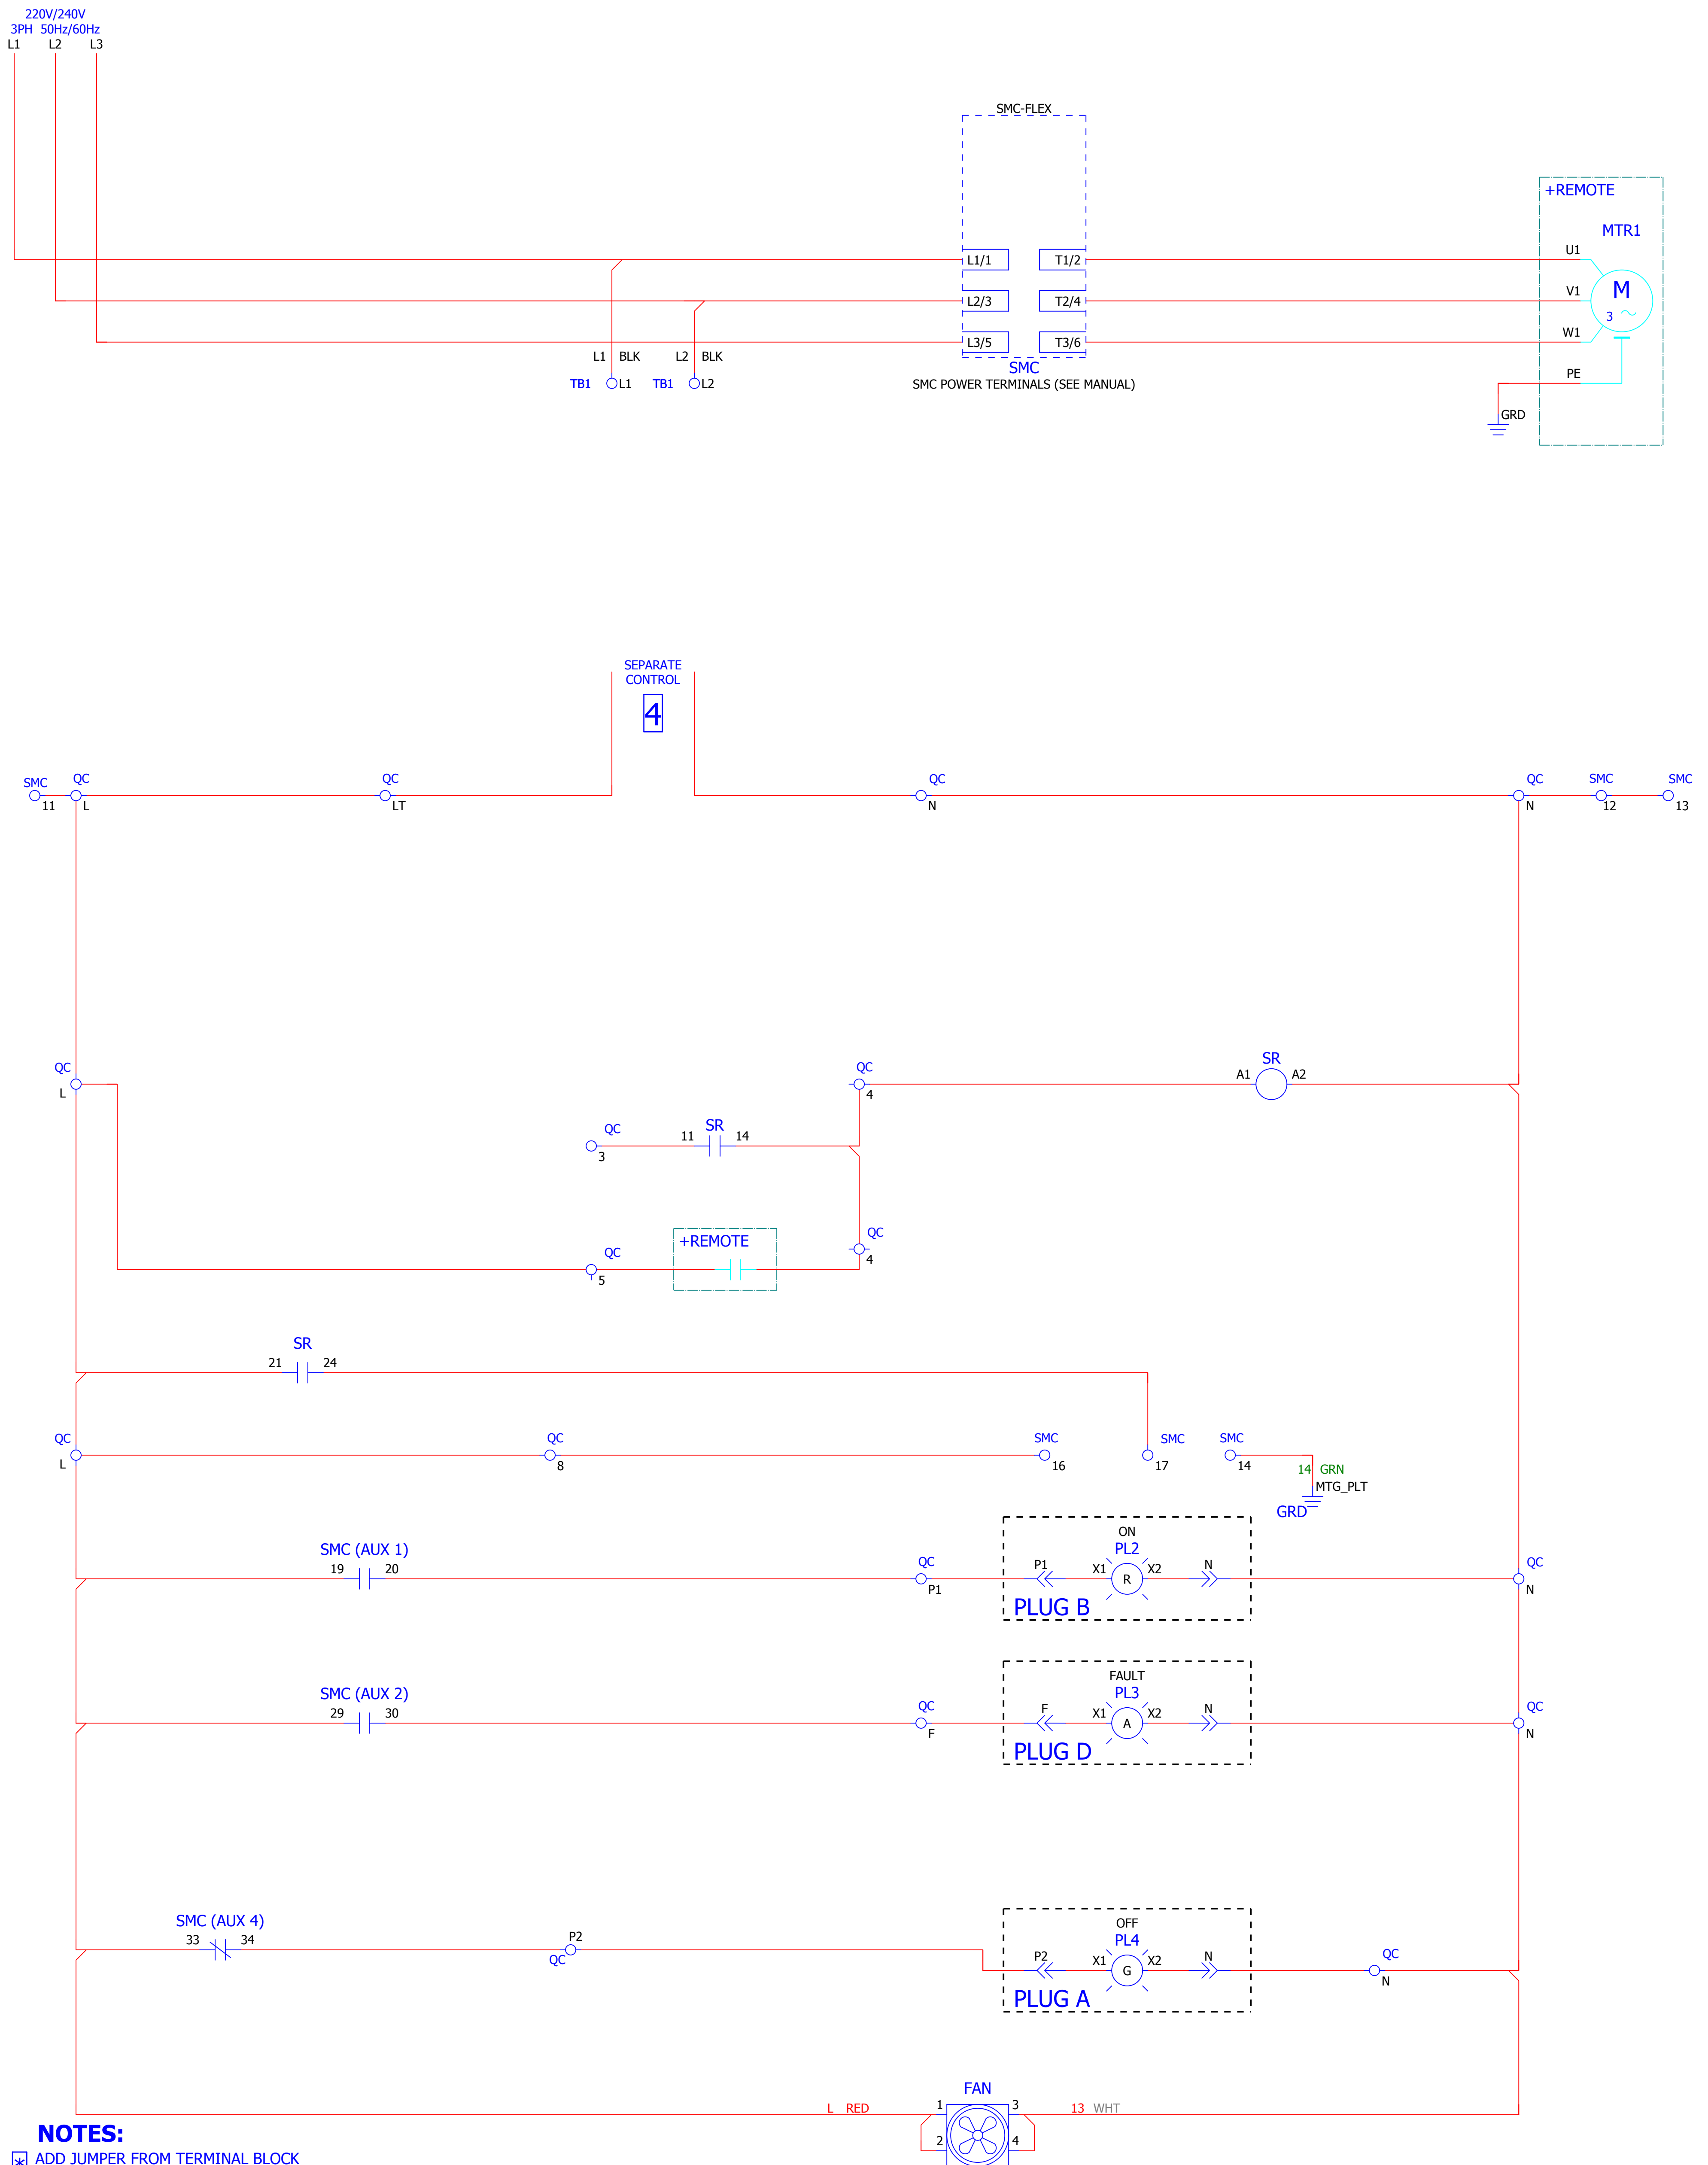 220V/240V
3PH 50Hz/60Hz
L1 L2 L3
SMC-FLEX
+REMOTE
MTR1
L1/1 T1/2 U1
L2/3 T2/4 V1 M
3
L3/5 T3/6 W1
L1 BLK L2 BLK
SMC
TB1 L1 TB1 L2
SMC POWER TERMINALS (SEE MANUAL)
PE
GRD
SEPARATE
CONTROL
4
SMC QC QC QC QC SMC SMC
11 L LT N N 12 13
QC QC SR
L 4 A1 A2
QC SR
3 11 14
QC +REMOTE QC
5 4
SR
21 24
QC QC SMC SMC SMC
L 8 16 17 14
14 GRN
MTG_PLT
GRD
ON
SMC (AUX 1) PL2
19 20 QC P1 X1 R X2 N QC
P1 N
PLUG B
FAULT
SMC (AUX 2) PL3
29 30 QC F X1 A X2 N QC
F N
PLUG D
OFF
SMC (AUX 4) PL4
33 34 P2 P2 X1 G X2 N QC
QC N
PLUG A
FAN
L RED 1 3 13 WHT
2 4
NOTES:
* ADD JUMPER FROM TERMINAL BLOCK